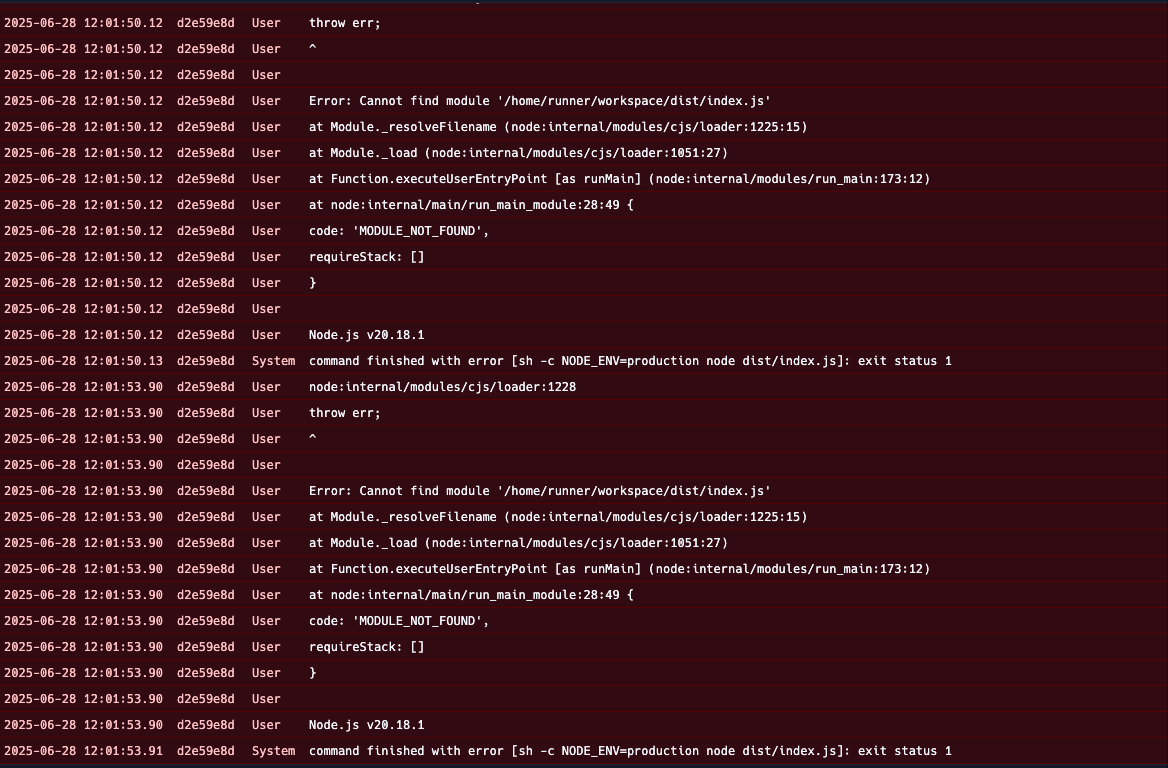 2025-06-28 12:01:50.12 d2e59e8d User throw err;
2025-06-28 12:01:50.12 d2e59e8d User ^
2025-06-28 12:01:50.12 d2e59e8d User
2025-06-28 12:01:50.12 d2e59e8d User Error: Cannot find module '/home/runner/workspace/dist/index.js'
2025-06-28 12:01:50.12 d2e59e8d User at Module._resolveFilename (node:internal/modules/cjs/loader:1225:15)
2025-06-28 12:01:50.12 d2e59e8d User at Module._load (node:internal/modules/cjs/loader:1051:27)
2025-06-28 12:01:50.12 d2e59e8d User at Function.executeUserEntryPoint [as runMain] (node:internal/modules/run_main:173:12)
2025-06-28 12:01:50.12 d2e59e8d User at node:internal/main/run_main_module:28:49 {
2025-06-28 12:01:50.12 d2e59e8d User code: 'MODULE_NOT_FOUND',
2025-06-28 12:01:50.12 d2e59e8d User requireStack: []
2025-06-28 12:01:50.12 d2e59e8d User }
2025-06-28 12:01:50.12 d2e59e8d User
2025-06-28 12:01:50.12 d2e59e8d User Node.js v20.18.1
2025-06-28 12:01:50.13 d2e59e8d System command finished with error [sh -c NODE_ENV=production node dist/index.js]: exit status 1
2025-06-28 12:01:53.90 d2e59e8d User node:internal/modules/cjs/loader:1228
2025-06-28 12:01:53.90 d2e59e8d User throw err;
2025-06-28 12:01:53.90 d2e59e8d User ^
2025-06-28 12:01:53.90 d2e59e8d User
2025-06-28 12:01:53.90 d2e59e8d User Error: Cannot find module '/home/runner/workspace/dist/index.js'
2025-06-28 12:01:53.90 d2e59e8d User at Module._resolveFilename (node:internal/modules/cjs/loader:1225:15)
2025-06-28 12:01:53.90 d2e59e8d User at Module._load (node:internal/modules/cjs/loader:1051:27)
2025-06-28 12:01:53.90 d2e59e8d User at Function.executeUserEntryPoint [as runMain] (node:internal/modules/run_main:173:12)
2025-06-28 12:01:53.90 d2e59e8d User at node:internal/main/run_main_module:28:49 {
2025-06-28 12:01:53.90 d2e59e8d User code: 'MODULE_NOT_FOUND',
2025-06-28 12:01:53.90 d2e59e8d User requireStack: []
2025-06-28 12:01:53.90 d2e59e8d User }
2025-06-28 12:01:53.90 d2e59e8d User
2025-06-28 12:01:53.90 d2e59e8d User Node.js v20.18.1
2025-06-28 12:01:53.91 d2e59e8d System command finished with error [sh -c NODE_ENV=production node dist/index.js]: exit status 1